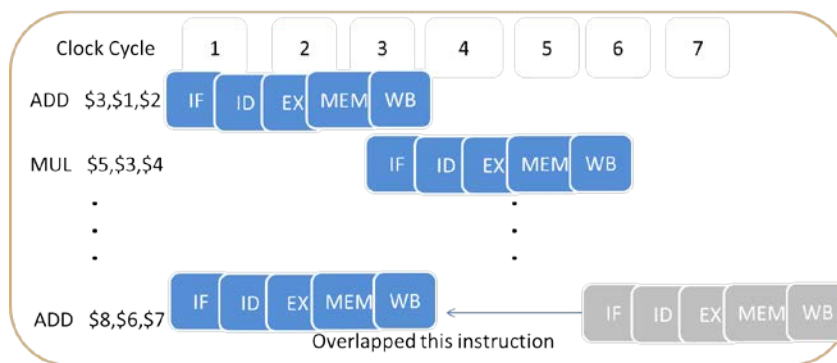 Clock Cycle 1 2 3 4 5 6 7
ADD $3,$1,$2 IF ID EX MEM WB
MUL $5,$3,$4 IF ID EX MEM WB
ADD $8,$6,$7 IF ID EX MEM WB IF ID EX MEM WB
Overlapped this instruction